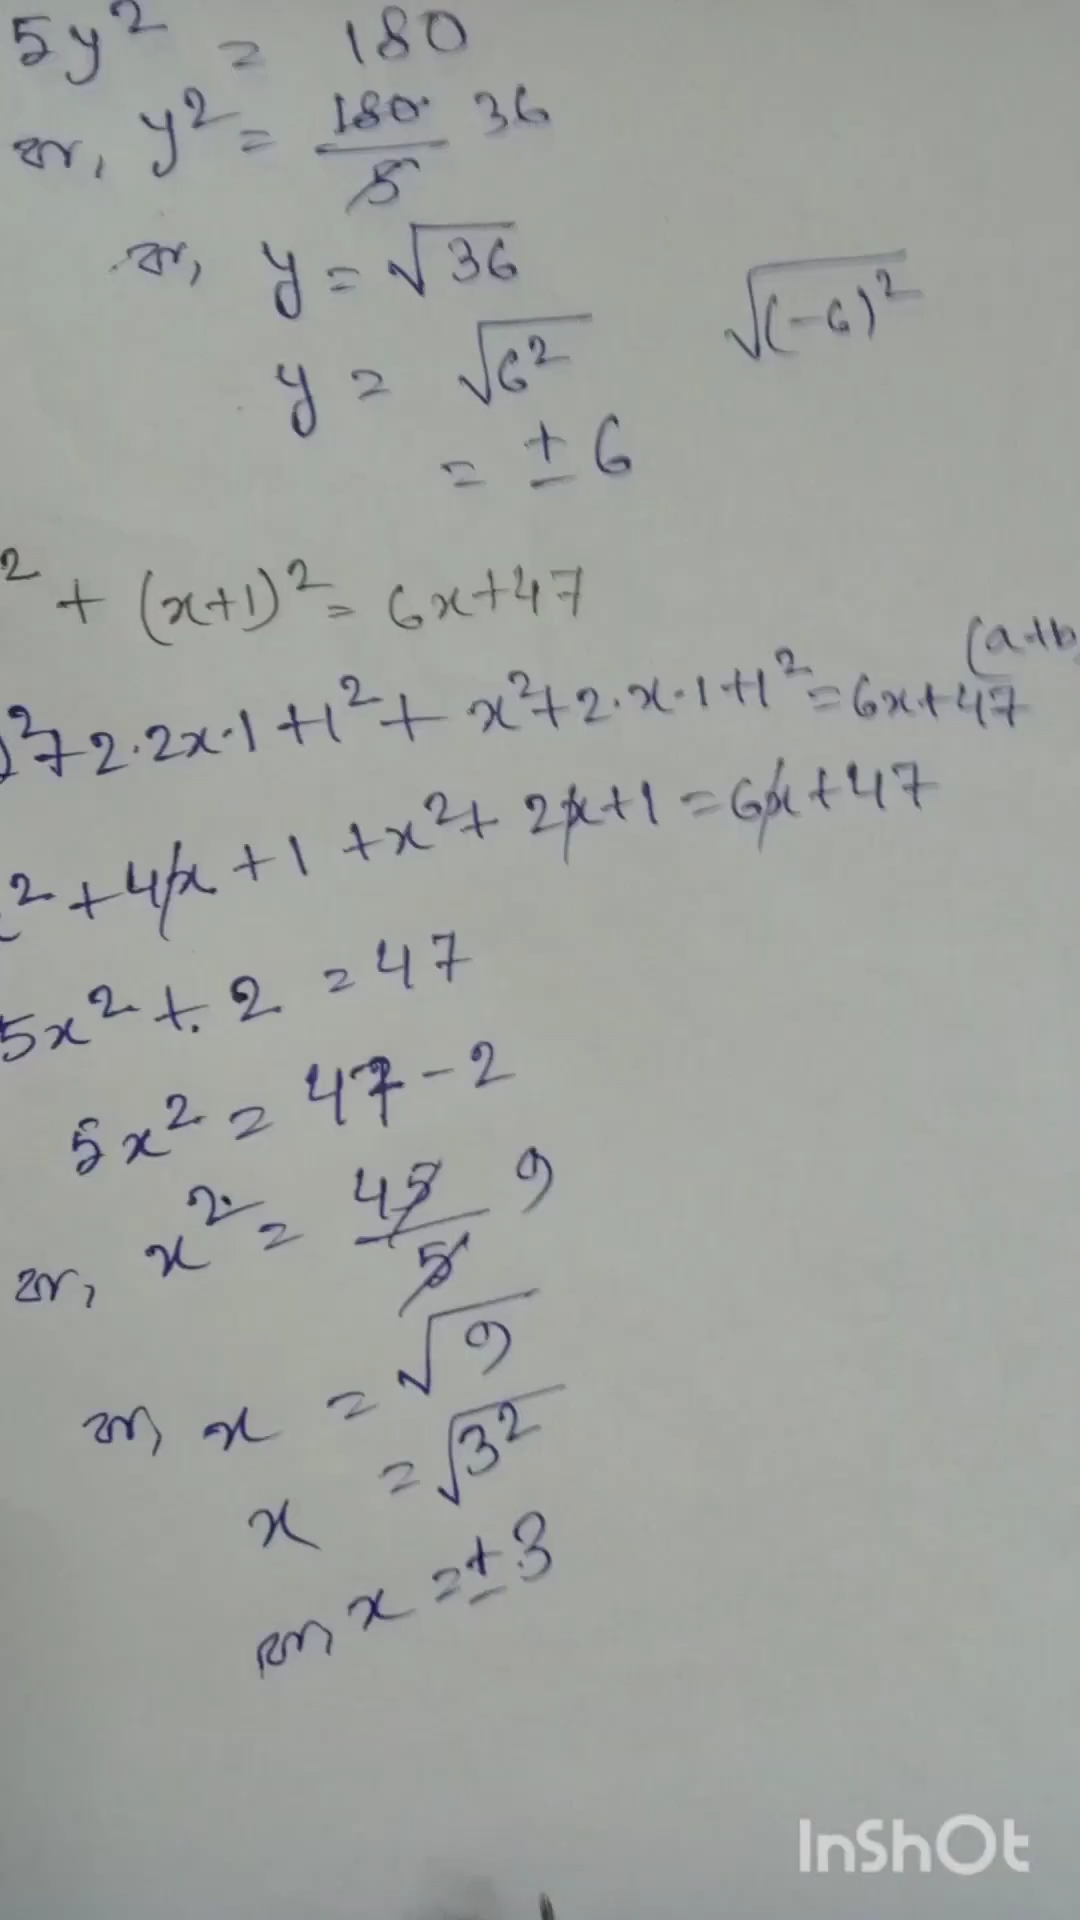 5y² = 180
বা, y² = 180/5 36
বা, y = √36
√(-6)²
y = √6²
= ± 6
² + (x+1)² = 6x+47
(a+b
)²+2·2x·1+1²+ x²+2·x·1+1²=6x+47
²+4x+1+x²+2x+1=6x+47
5x²+2 = 47
5x² = 47-2
বা, x² = 45/5 9
বা, x = √9
x = √3²
বা, x = ±3
InShOt